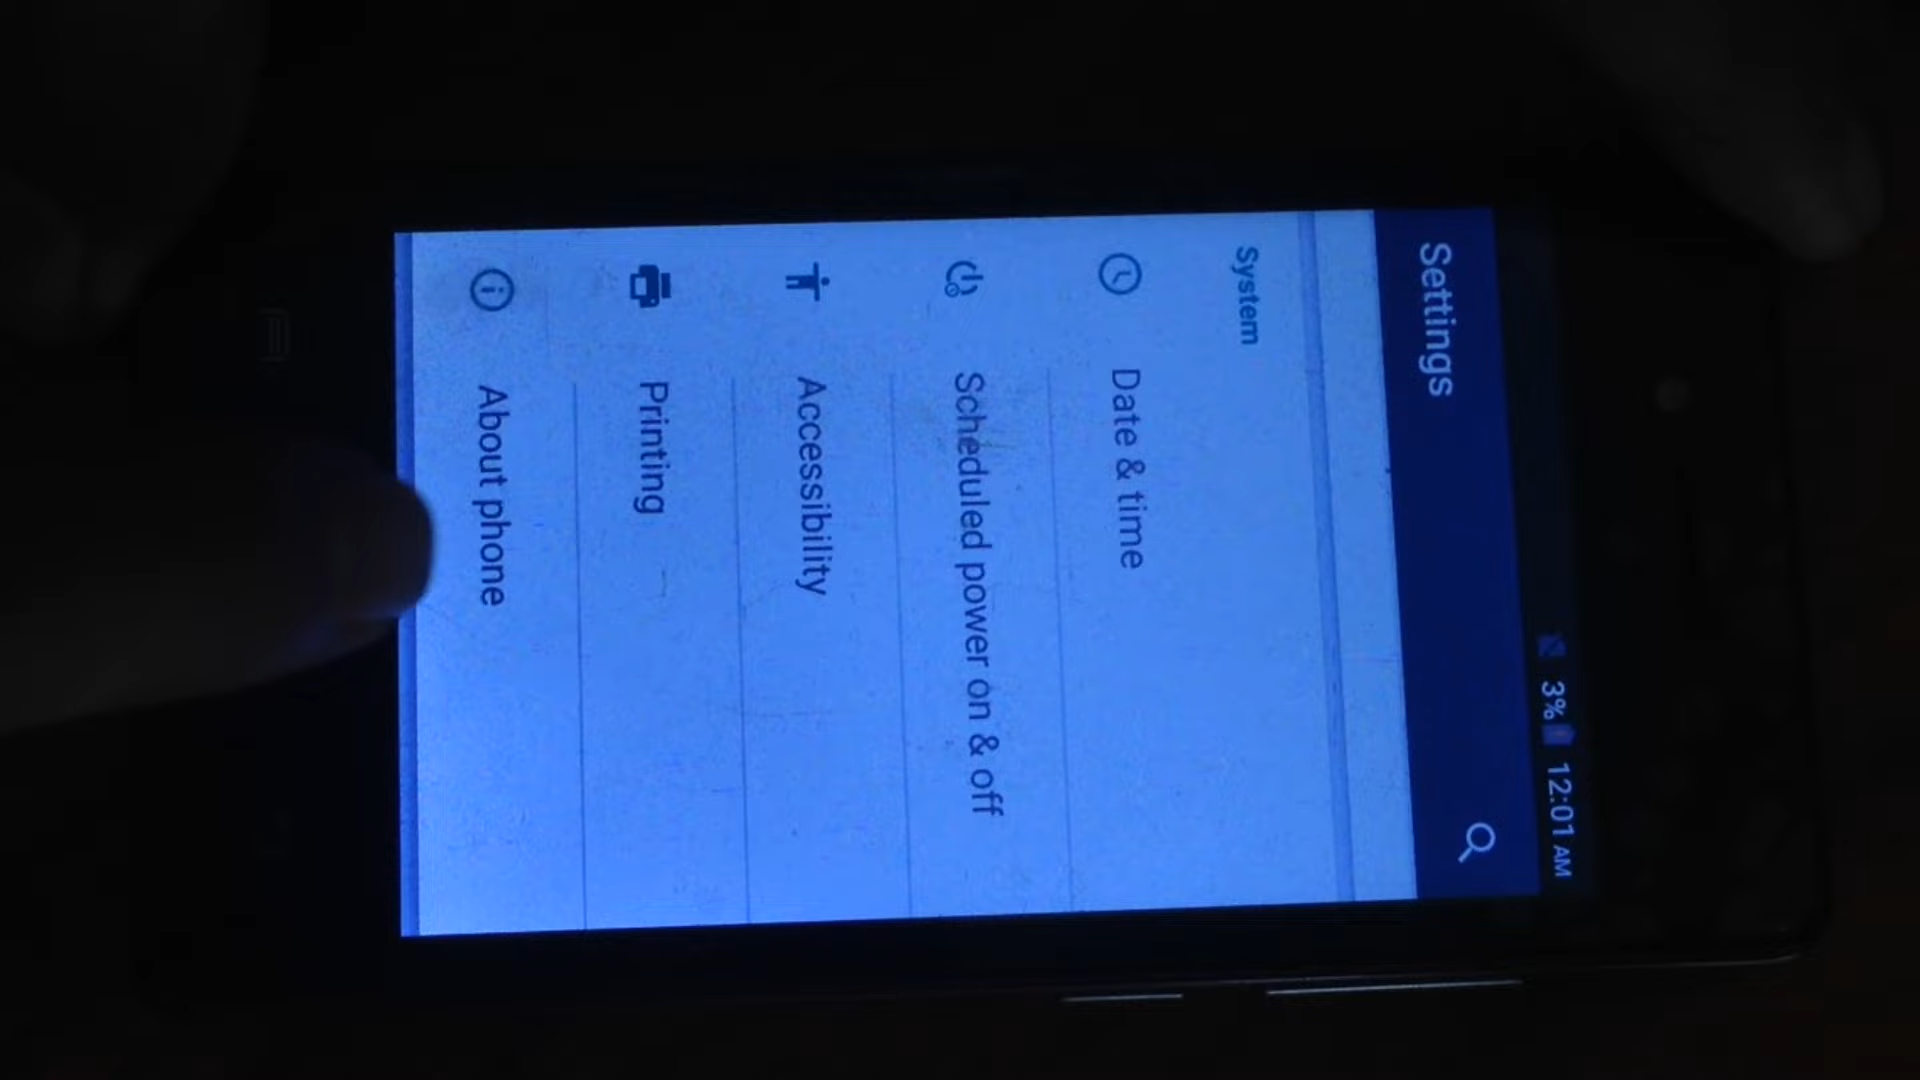 3% 12:01 AM
Settings
System
Date & time
Scheduled power on & off
Accessibility
Printing
About phone